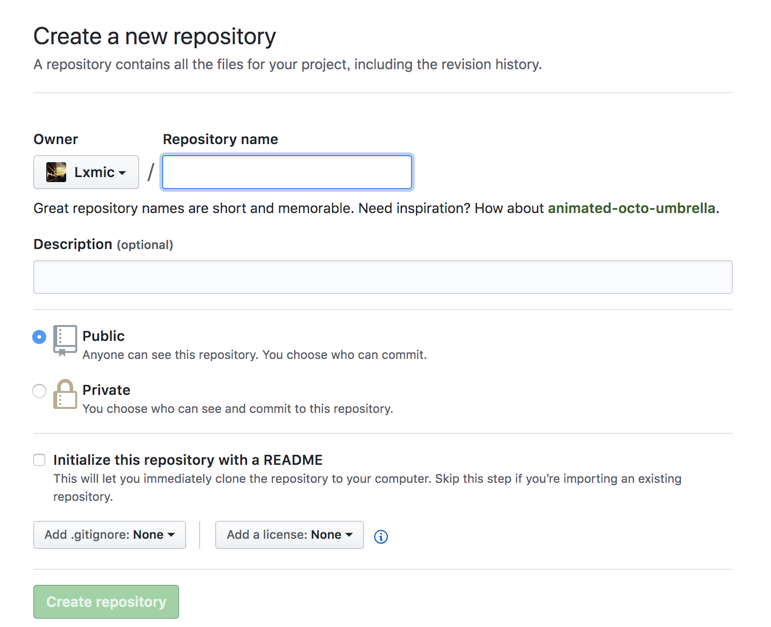 Create a new repository
A repository contains all the files for your project, including the revision history.
Owner
Repository name
Lxmic
/
Great repository names are short and memorable. Need inspiration? How about animated-octo-umbrella.
Description (optional)
Public
Anyone can see this repository. You choose who can commit.
Private
You choose who can see and commit to this repository.
Initialize this repository with a README
This will let you immediately clone the repository to your computer. Skip this step if you’re importing an existing
repository.
Add .gitignore: None
Add a license: None
Create repository